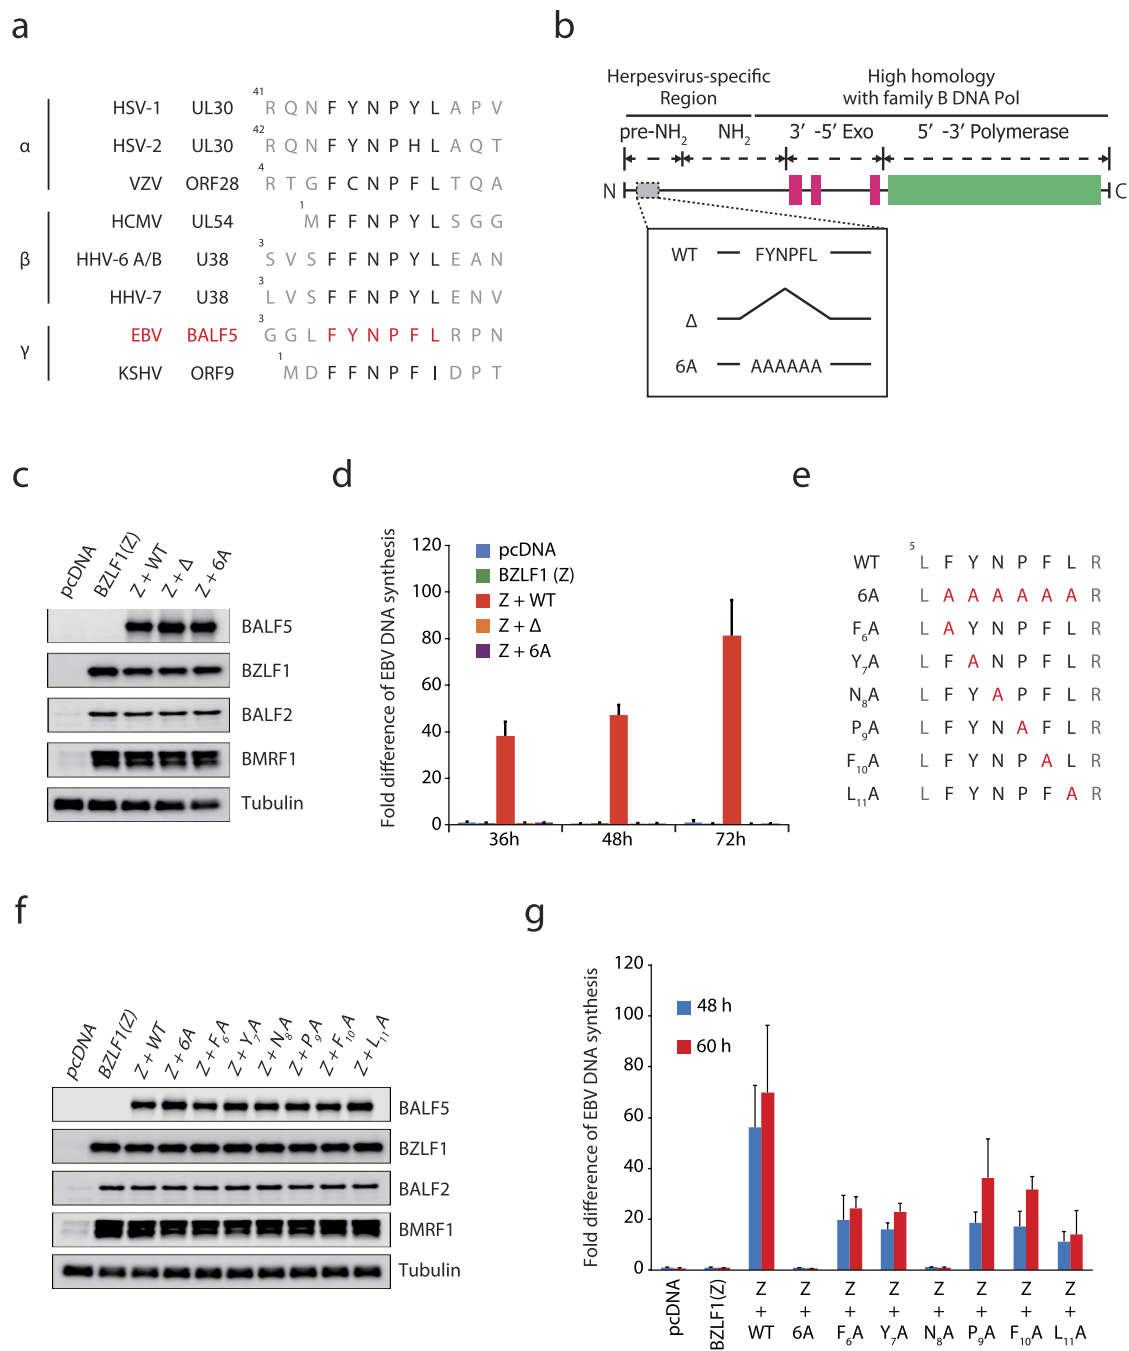 a
α
β
γ
HSV-1 UL30 41 R Q N F Y N P Y L A P V
HSV-2 UL30 42 R Q N F Y N P H L A Q T
VZV ORF28 4 R T G F C N P F L T Q A
HCMV UL54 1 M F F N P Y L S G G
HHV-6 A/B U38 3 S V S F F N P Y L E A N
HHV-7 U38 3 L V S F F N P Y L E N V
EBV BALF5 3 G G L F Y N P F L R P N
KSHV ORF9 1 M D F F N P F I D P T
b
Herpesvirus-specific
Region
High homology
with family B DNA Pol
pre-NH2 NH2 3′ -5′ Exo 5′ -3′ Polymerase
N C
WT FYNPFL
Δ
6A AAAAAA
c
pcDNA
BZLF1(Z)
Z + WT
Z + Δ
Z + 6A
BALF5
BZLF1
BALF2
BMRF1
Tubulin
d
Fold difference of EBV DNA synthesis
120
100
80
60
40
20
0
pcDNA
BZLF1 (Z)
Z + WT
Z + Δ
Z + 6A
36h 48h 72h
e
WT 5 L F Y N P F L R
6A L A A A A A A R
F6A L A Y N P F L R
Y7A L F A N P F L R
N8A L F Y A P F L R
P9A L F Y N A F L R
F10A L F Y N P A L R
L11A L F Y N P F A R
f
pcDNA
BZLF1(Z)
Z + WT
Z + 6A
Z + F6A
Z + Y7A
Z + N8A
Z + P9A
Z + F10A
Z + L11A
BALF5
BZLF1
BALF2
BMRF1
Tubulin
g
Fold difference of EBV DNA synthesis
120
100
80
60
40
20
0
48 h
60 h
pcDNA
BZLF1(Z)
Z + WT
Z + 6A
Z + F6A
Z + Y7A
Z + N8A
Z + P9A
Z + F10A
Z + L11A